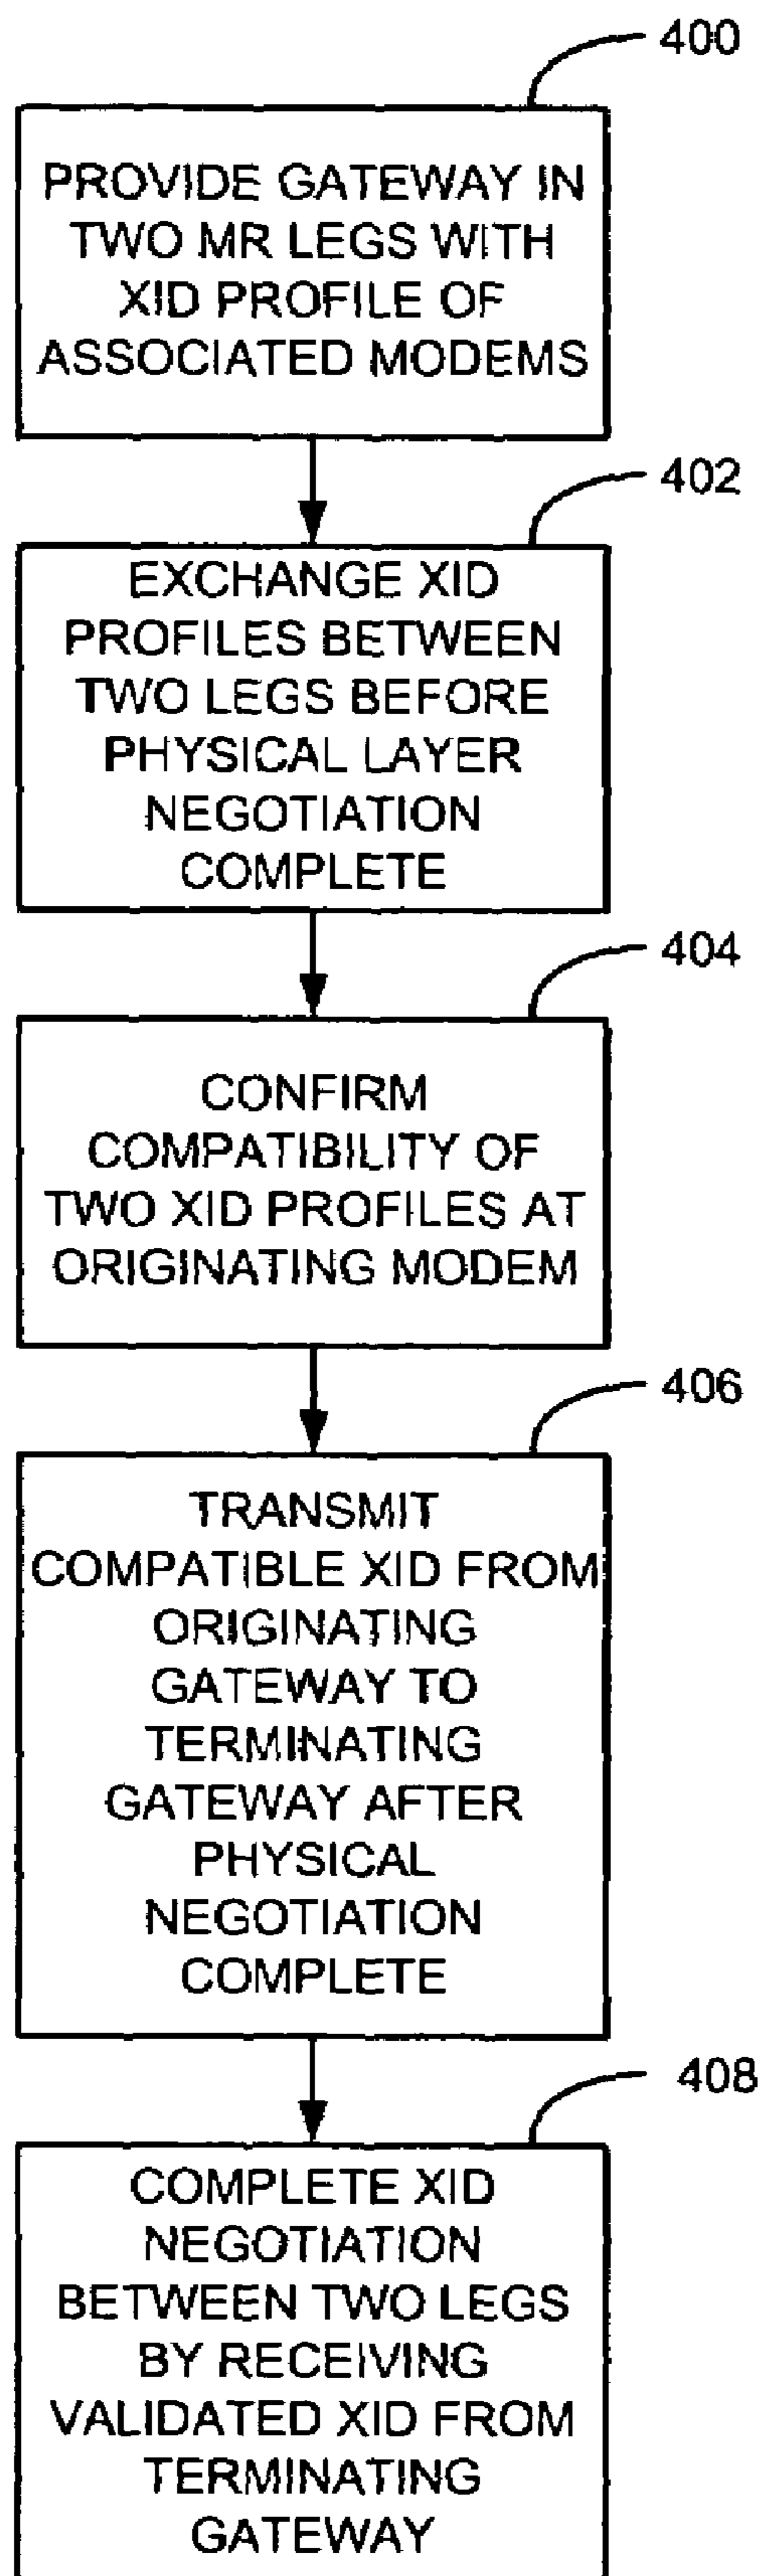 400
PROVIDE GATEWAY IN
TWO MR LEGS WITH
XID PROFILE OF
ASSOCIATED MODEMS
402
EXCHANGE XID
PROFILES BETWEEN
TWO LEGS BEFORE
PHYSICAL LAYER
NEGOTIATION
COMPLETE
404
CONFIRM
COMPATIBILITY OF
TWO XID PROFILES AT
ORIGINATING MODEM
406
TRANSMIT
COMPATIBLE XID FROM
ORIGINATING
GATEWAY TO
TERMINATING
GATEWAY AFTER
PHYSICAL
NEGOTIATION
COMPLETE
408
COMPLETE XID
NEGOTIATION
BETWEEN TWO LEGS
BY RECEIVING
VALIDATED XID FROM
TERMINATING
GATEWAY